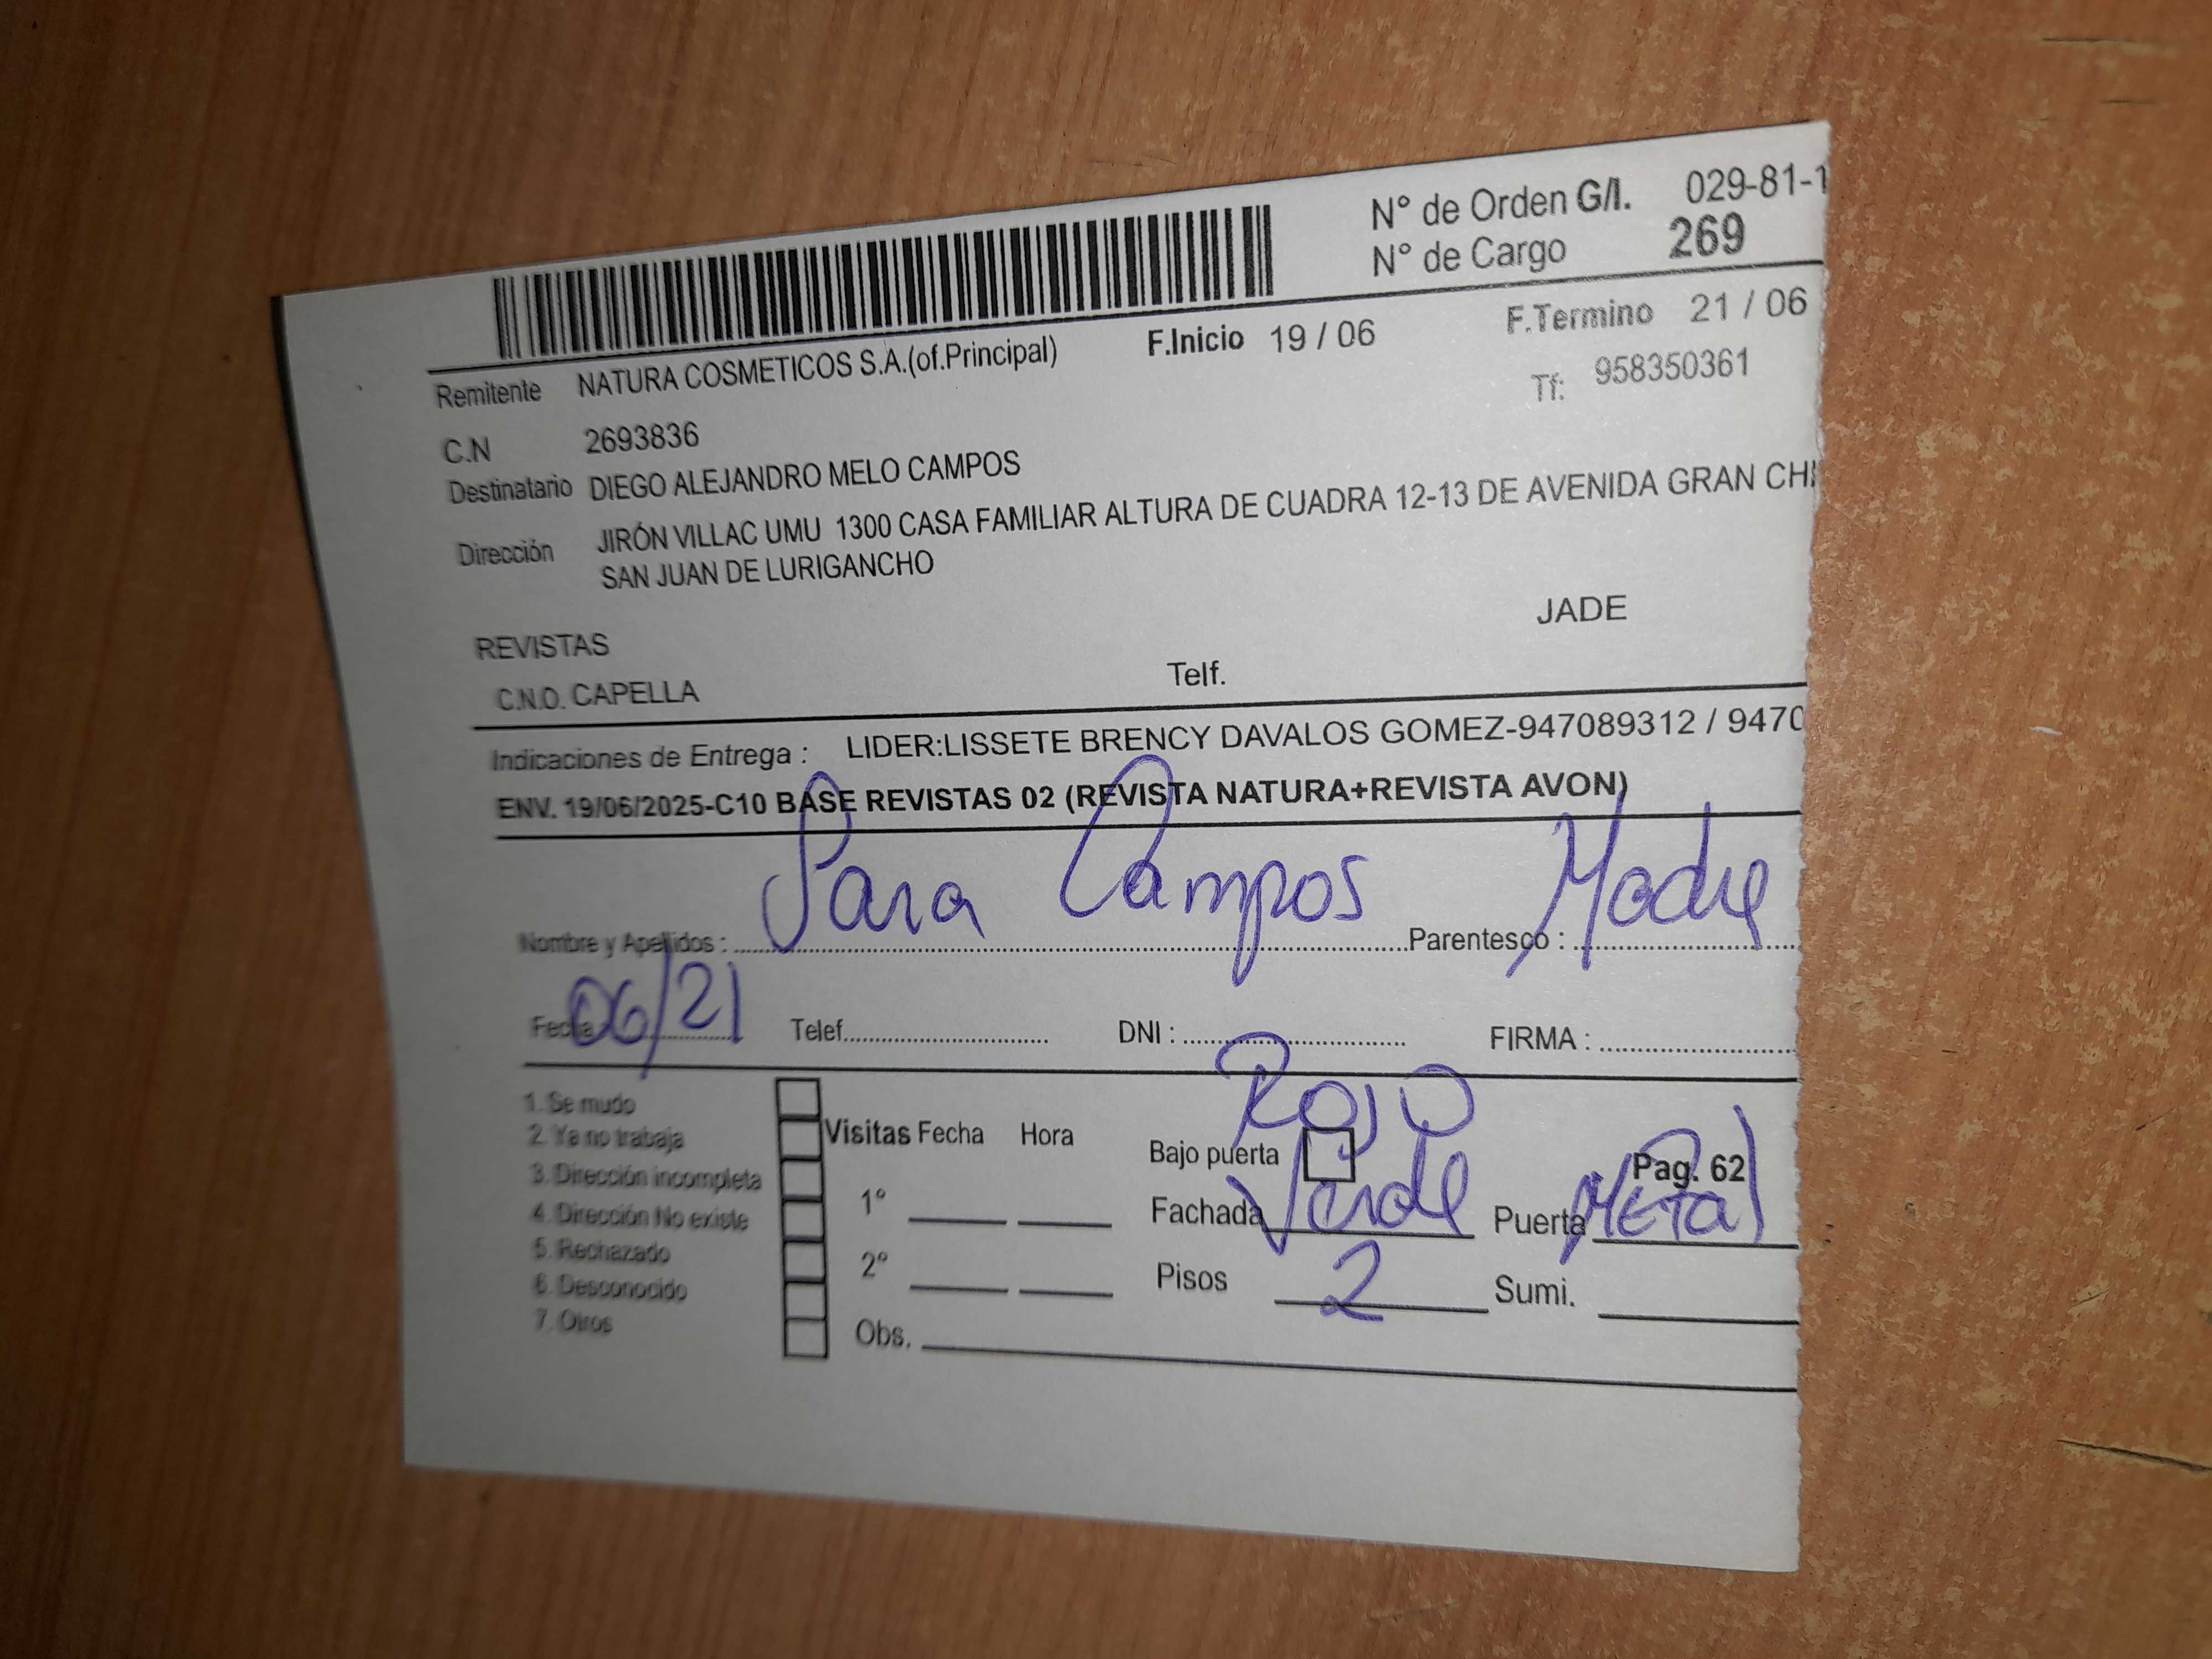 N° de Orden G/I. 029-81-1
N° de Cargo 269
F.Inicio 19 / 06 F.Termino 21 / 06
Remitente NATURA COSMETICOS S.A.(of.Principal) Tf: 958350361
C.N 2693836
Destinatario DIEGO ALEJANDRO MELO CAMPOS
Dirección JIRÓN VILLAC UMU 1300 CASA FAMILIAR ALTURA DE CUADRA 12-13 DE AVENIDA GRAN CHI
SAN JUAN DE LURIGANCHO
JADE
REVISTAS
C.N.O. CAPELLA Telf.
Indicaciones de Entrega : LIDER:LISSETE BRENCY DAVALOS GOMEZ-947089312 / 9470
ENV. 19/06/2025-C10 BASE REVISTAS 02 (REVISTA NATURA+REVISTA AVON)
Nombre y Apellidos : Sara Campos Parentesco : Madre
Fecha: 06/21 Telef. DNI : FIRMA :
1. Se mudo
2. Ya no trabaja
3. Dirección incompleta
4. Dirección No existe
5. Rechazado
6. Desconocido
7. Otros
Visitas Fecha Hora
1°
2°
Obs.
Rojo
Bajo puerta Pag. 62
Fachada Verde Puerta Metal
Pisos 2 Sumi.